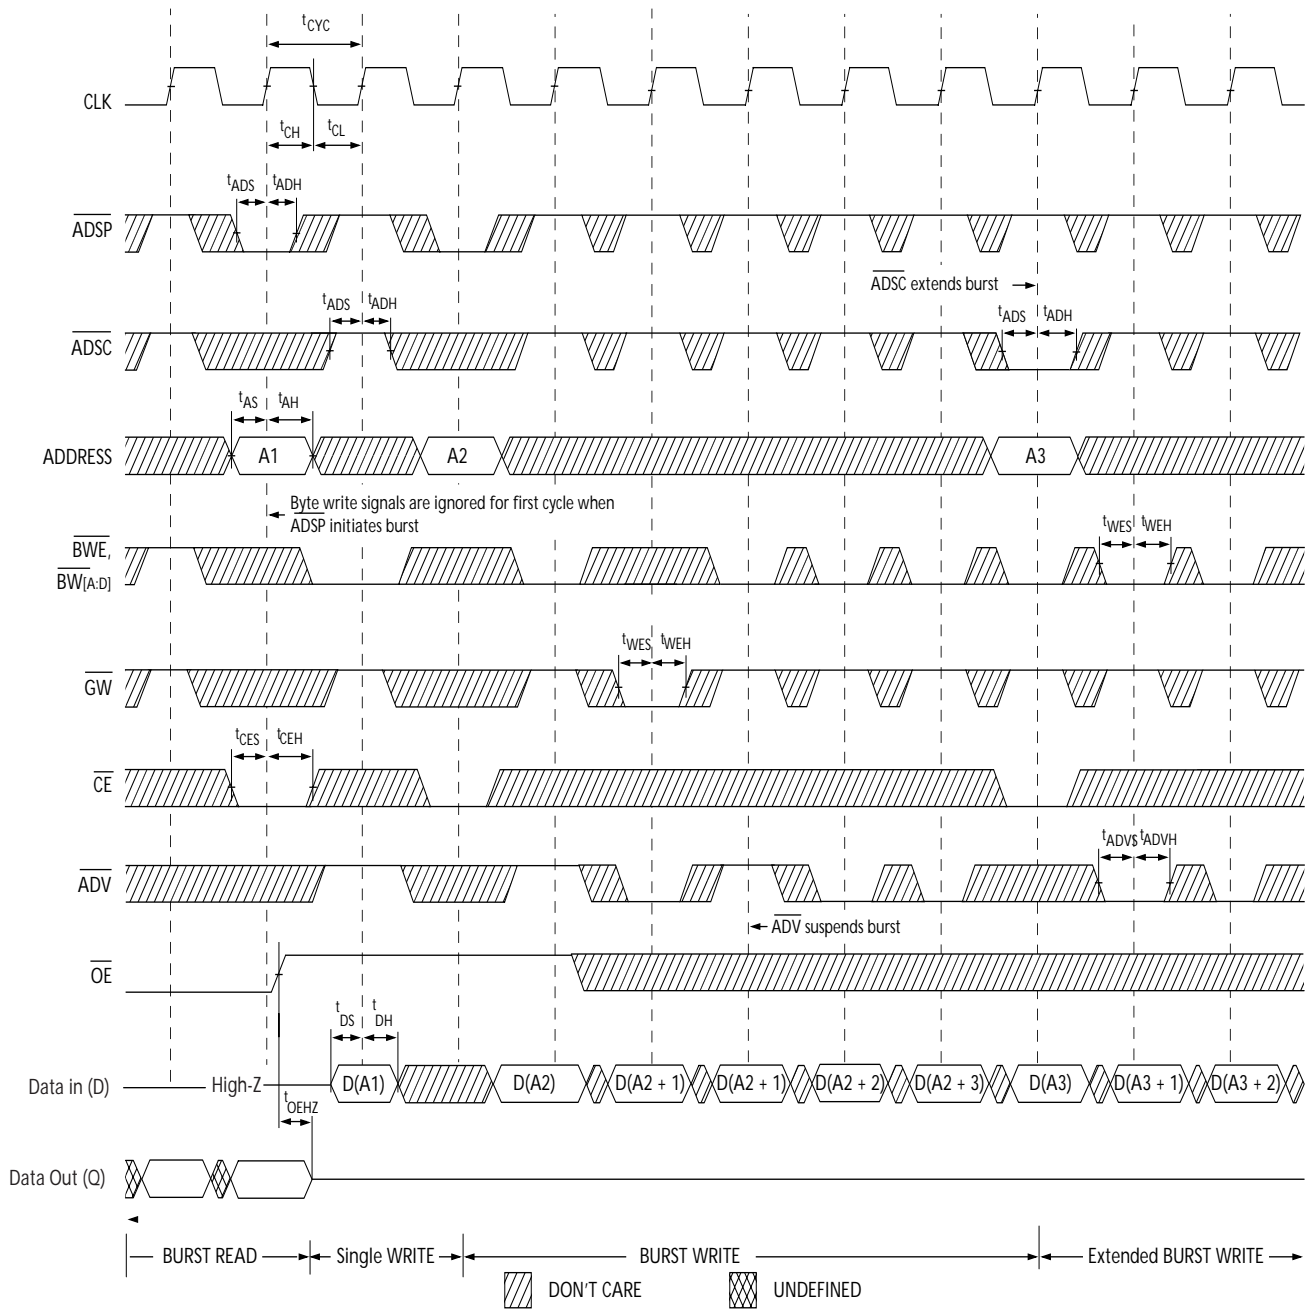 tCYC
CLK
tCH
tCL
tADS
tADH
ADSP
ADSC extends burst
tADS
tADH
tADS
tADH
ADSC
tAS
tAH
ADDRESS
A1
A2
A3
Byte write signals are ignored for first cycle when
ADSP initiates burst
BWE,
BW[A:D]
tWES
tWEH
tWES
tWEH
GW
tCES
tCEH
CE
tADVS
tADVH
ADV
ADV suspends burst
OE
tDS
tDH
Data in (D)
High-Z
D(A1)
D(A2)
D(A2 + 1)
D(A2 + 1)
D(A2 + 2)
D(A2 + 3)
D(A3)
D(A3 + 1)
D(A3 + 2)
tOEHZ
Data Out (Q)
BURST READ
Single WRITE
BURST WRITE
Extended BURST WRITE
DON'T CARE
UNDEFINED